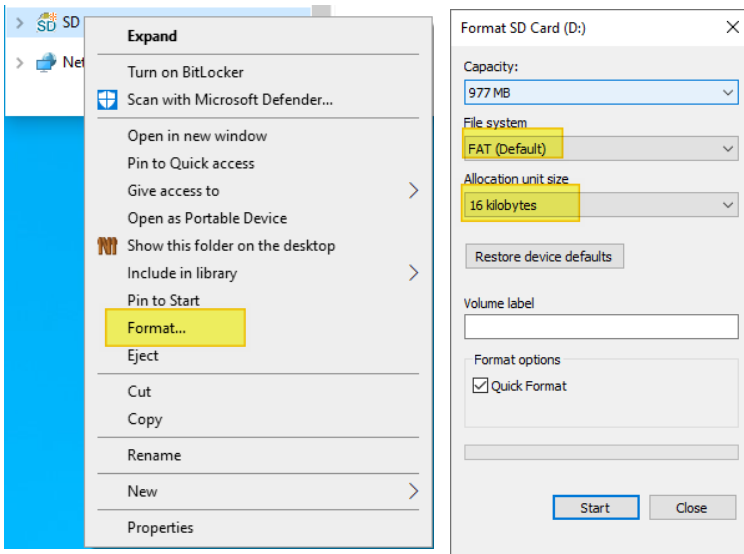 SD SD
Net
Expand
Turn on BitLocker
Scan with Microsoft Defender...
Open in new window
Pin to Quick access
Give access to
Open as Portable Device
Show this folder on the desktop
Include in library
Pin to Start
Format...
Eject
Cut
Copy
Rename
New
Properties
Format SD Card (D:)
Capacity:
977 MB
File system
FAT (Default)
Allocation unit size
16 kilobytes
Restore device defaults
Volume label
Format options
Quick Format
Start
Close